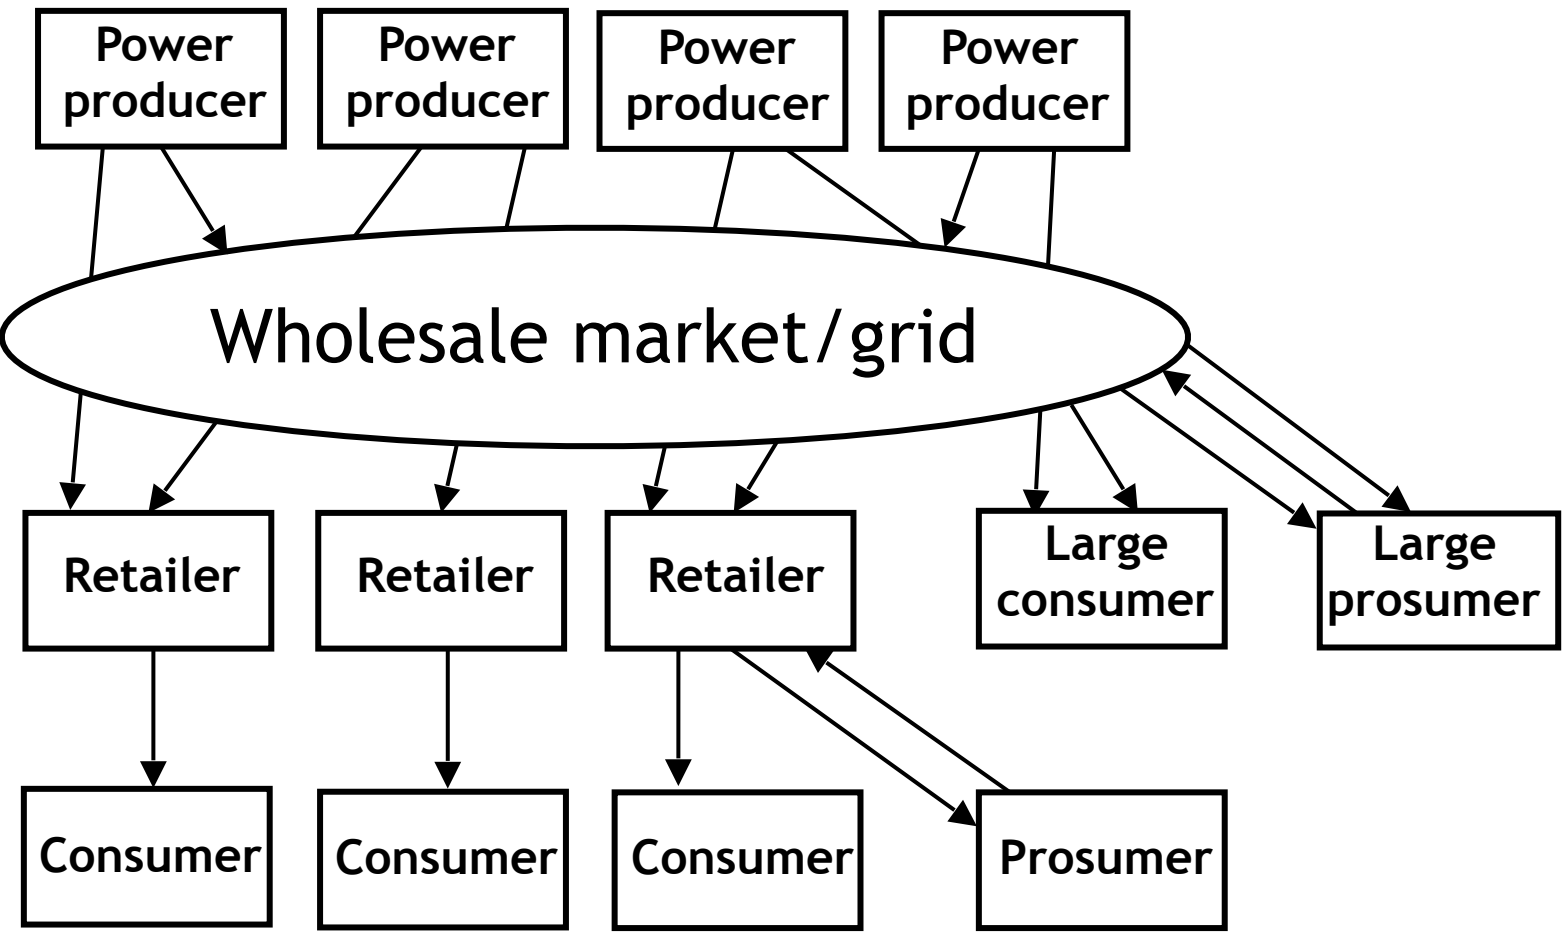 Power
producer
Power
producer
Power
producer
Power
producer
Wholesale market/grid
Retailer
Retailer
Retailer
Large
consumer
Large
prosumer
Consumer
Consumer
Consumer
Prosumer